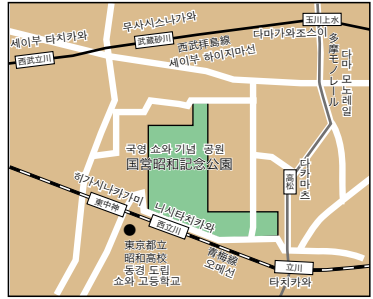 무사시스나가와
玉川上水
세이부 타치카와
武蔵砂川
다마가와조스이
西武拝島線
西武立川
세이부 하이지마선
多摩モノレール
다마 모노레일
국영 쇼와 기념 공원
国営昭和記念公園
다카마츠
高松
히가시나카가미
東中神
니시타치카와
西立川
東京都立
昭和高校
동경 도립
쇼와 고등학교
青梅線
오메선
立川
타치카와